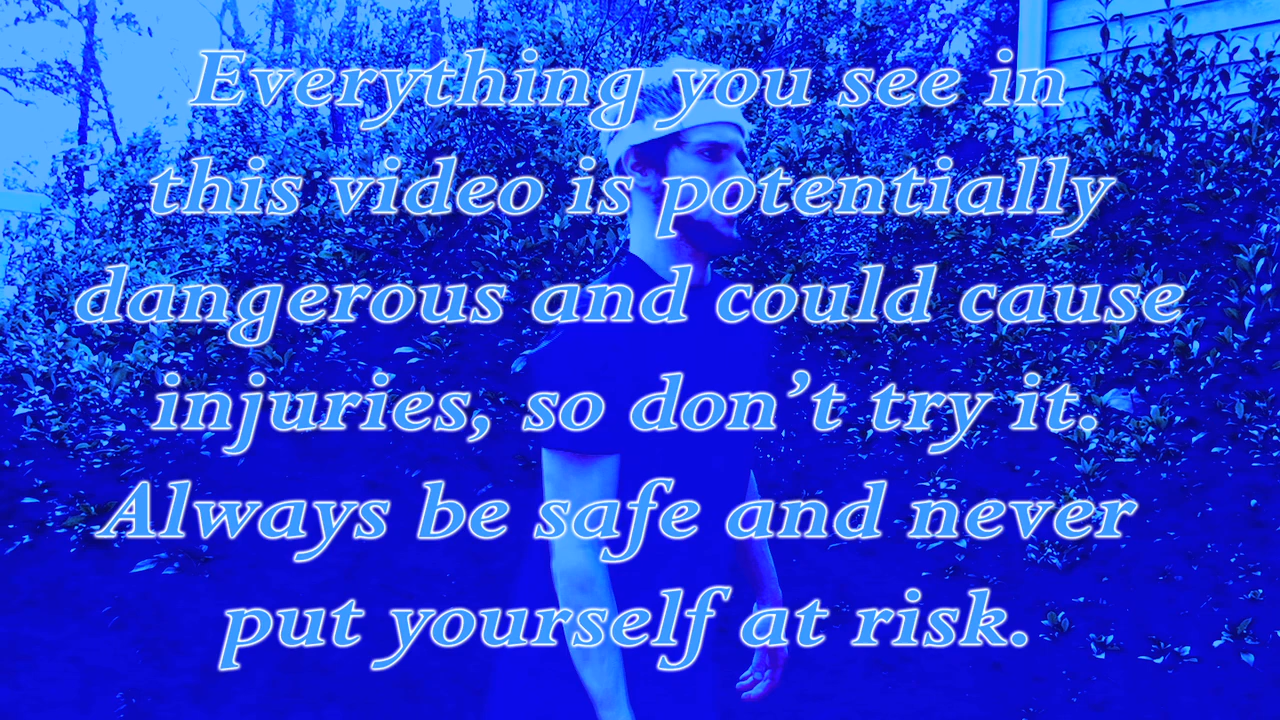 Everything you see in
this video is potentially
dangerous and could cause
injuries, so don’t try it.
Always be safe and never
put yourself at risk.